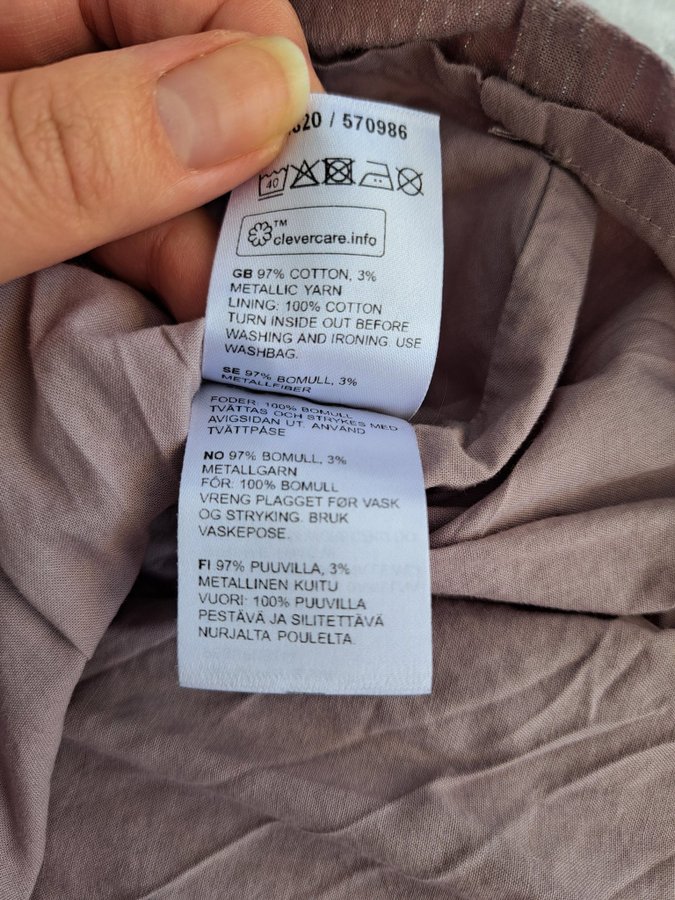 / 570986
40
™
clevercare.info
GB 97% COTTON, 3%
METALLIC YARN
LINING: 100% COTTON
TURN INSIDE OUT BEFORE
WASHING AND IRONING. USE
WASHBAG.
SE 97% BOMULL, 3%
METALLFIBER
FODER: 100% BOMULL
TVÄTTAS OCH STRYKES MED
AVIGSIDAN UT. ANVÄND
TVÄTTPÅSE
NO 97% BOMULL, 3%
METALLGARN
FÔR: 100% BOMULL
VRENG PLAGGET FØR VASK
OG STRYKING. BRUK
VASKEPOSE.
FI 97% PUUVILLA, 3%
METALLINEN KUITU
VUORI: 100% PUUVILLA
PESTÄVÄ JA SILITETTÄVÄ
NURJALTA POULELTA.